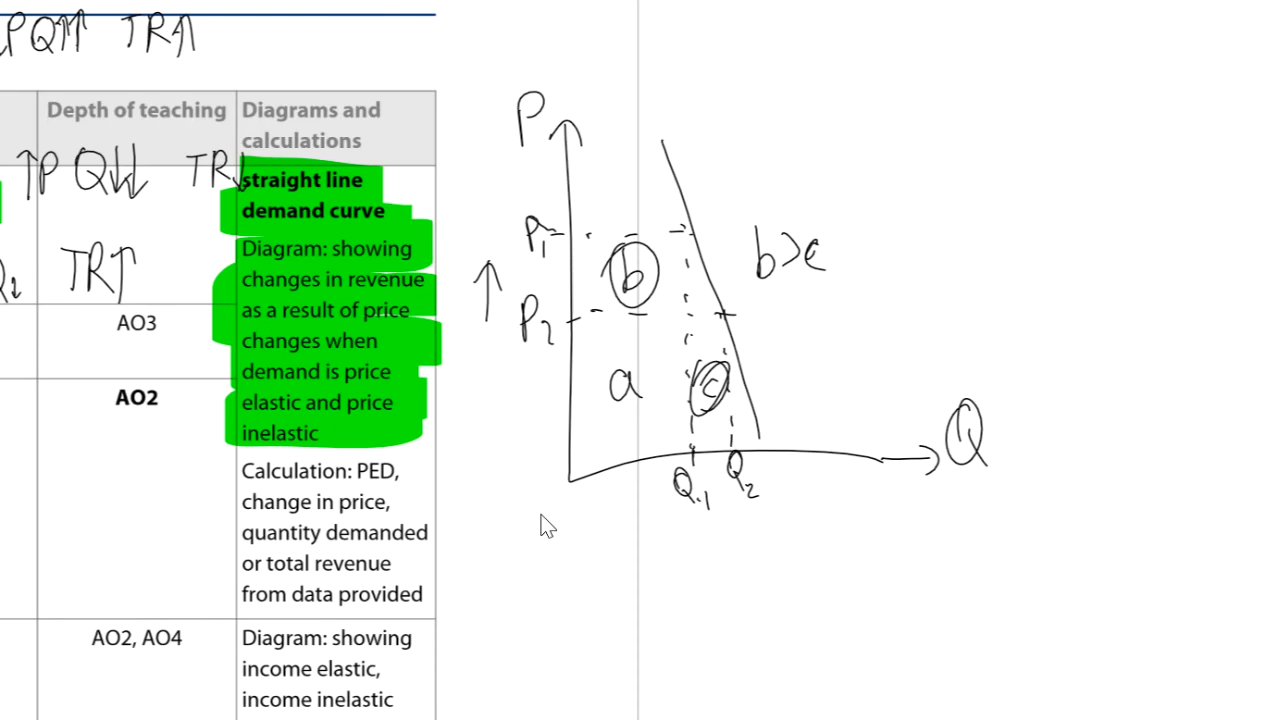 PQ↑↑ TR↑
Depth of teaching
Diagrams and
calculations
↑P Q↓↓ TR↓
TR↑
AO3
AO2
AO2, AO4
straight line
demand curve
Diagram: showing
changes in revenue
as a result of price
changes when
demand is price
elastic and price
inelastic
Calculation: PED,
change in price,
quantity demanded
or total revenue
from data provided
Diagram: showing
income elastic,
income inelastic
P
P1
b
b>c
↑
P2
a
c
Q
Q1 Q2